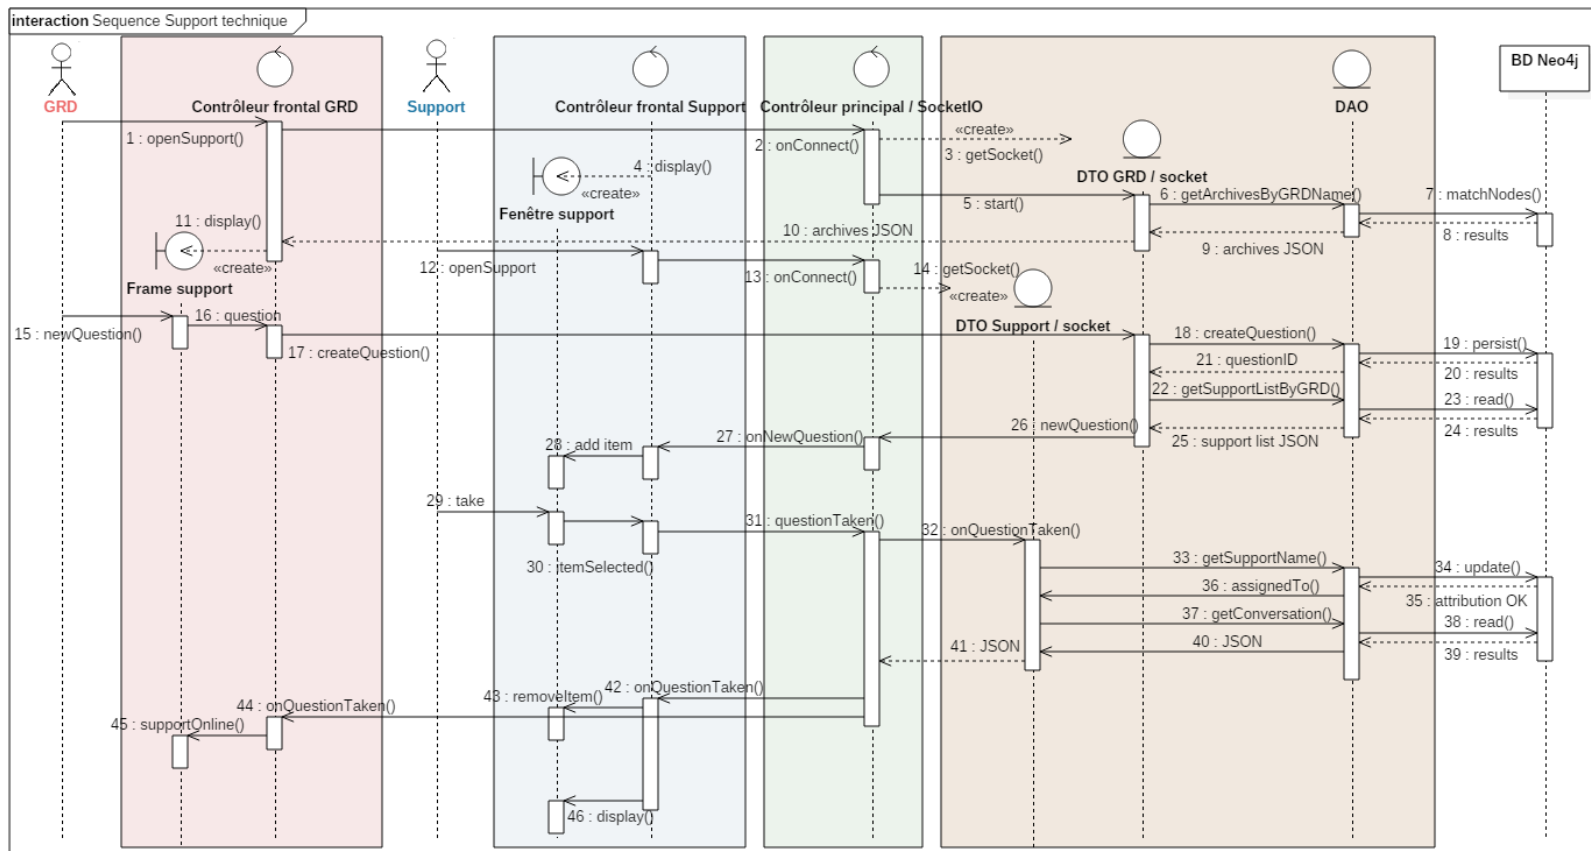 interaction Sequence Support technique
GRD
Contrôleur frontal GRD
Support
Contrôleur frontal Support
Contrôleur principal / SocketIO
DAO
BD Neo4j
1 : openSupport()
2 : onConnect()
«create»
3 : getSocket()
4 : display()
«create»
Fenêtre support
DTO GRD / socket
5 : start()
6 : getArchivesByGRDName()
7 : matchNodes()
8 : results
9 : archives JSON
10 : archives JSON
11 : display()
«create»
Frame support
12 : openSupport
13 : onConnect()
14 : getSocket()
«create»
DTO Support / socket
15 : newQuestion()
16 : question
17 : createQuestion()
18 : createQuestion()
19 : persist()
20 : results
21 : questionID
22 : getSupportListByGRD()
23 : read()
24 : results
25 : support list JSON
26 : newQuestion()
27 : onNewQuestion()
28 : add item
29 : take
30 : itemSelected()
31 : questionTaken()
32 : onQuestionTaken()
33 : getSupportName()
34 : update()
35 : attribution OK
36 : assignedTo()
37 : getConversation()
38 : read()
39 : results
40 : JSON
41 : JSON
42 : onQuestionTaken()
43 : removeItem()
44 : onQuestionTaken()
45 : supportOnline()
46 : display()